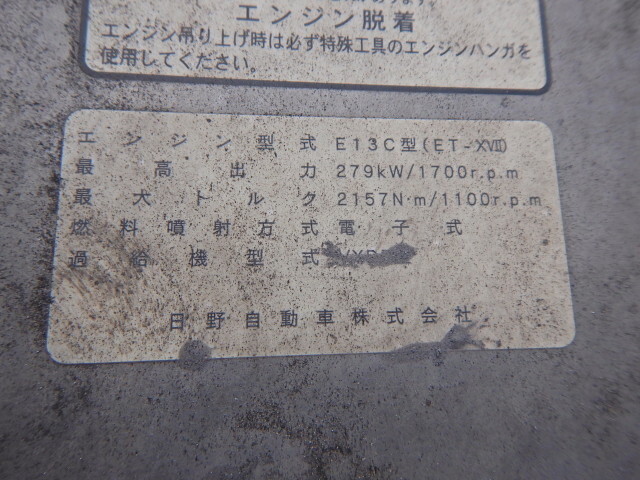 エンジン脱着
エンジン吊り上げ時は必ず特殊工具のエンジンハンガを
使用してください。
エンジン型式 E13C型(ET-XVII)
最高出力 279kW/1700r.p.m
最大トルク 2157N·m/1100r.p.m
燃料噴射方式 電子式
過給機型式
日野自動車株式会社